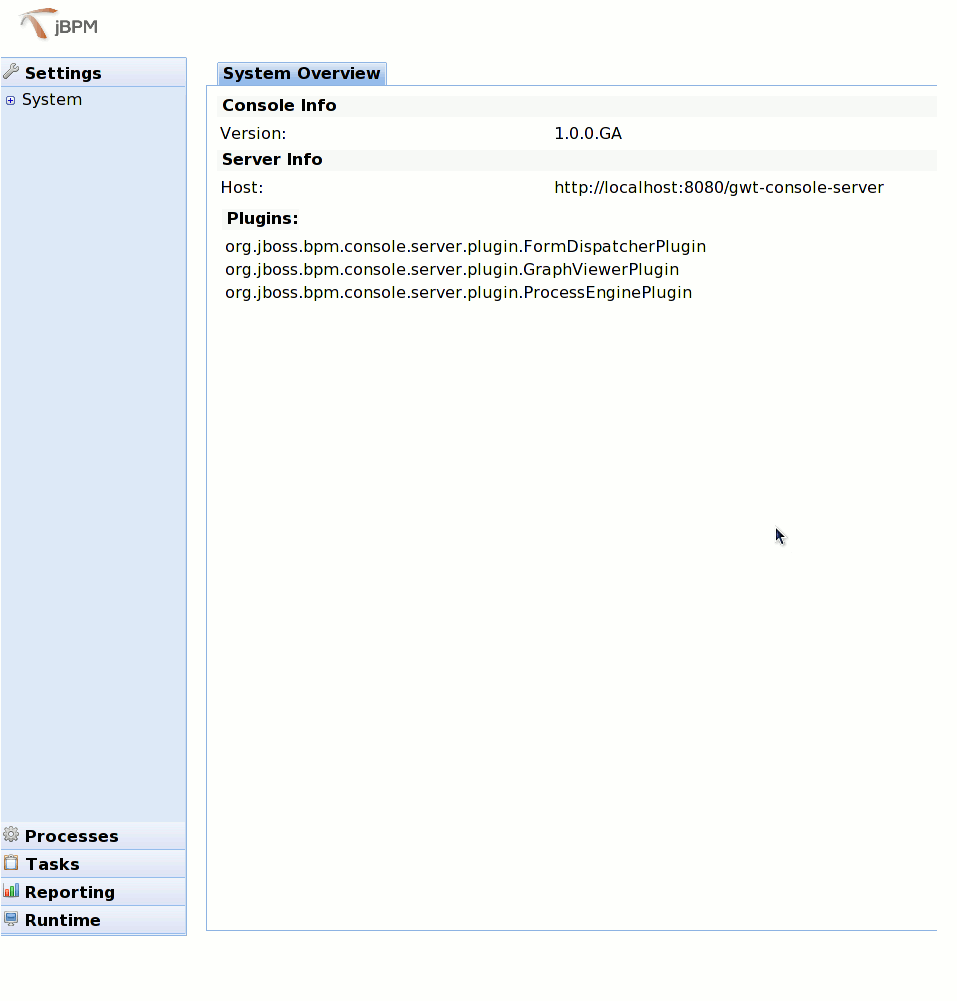 jBPM
Settings
System
Processes
Tasks
Reporting
Runtime
System Overview
Console Info
Version: 1.0.0.GA
Server Info
Host: http://localhost:8080/gwt-console-server
Plugins:
org.jboss.bpm.console.server.plugin.FormDispatcherPlugin
org.jboss.bpm.console.server.plugin.GraphViewerPlugin
org.jboss.bpm.console.server.plugin.ProcessEnginePlugin